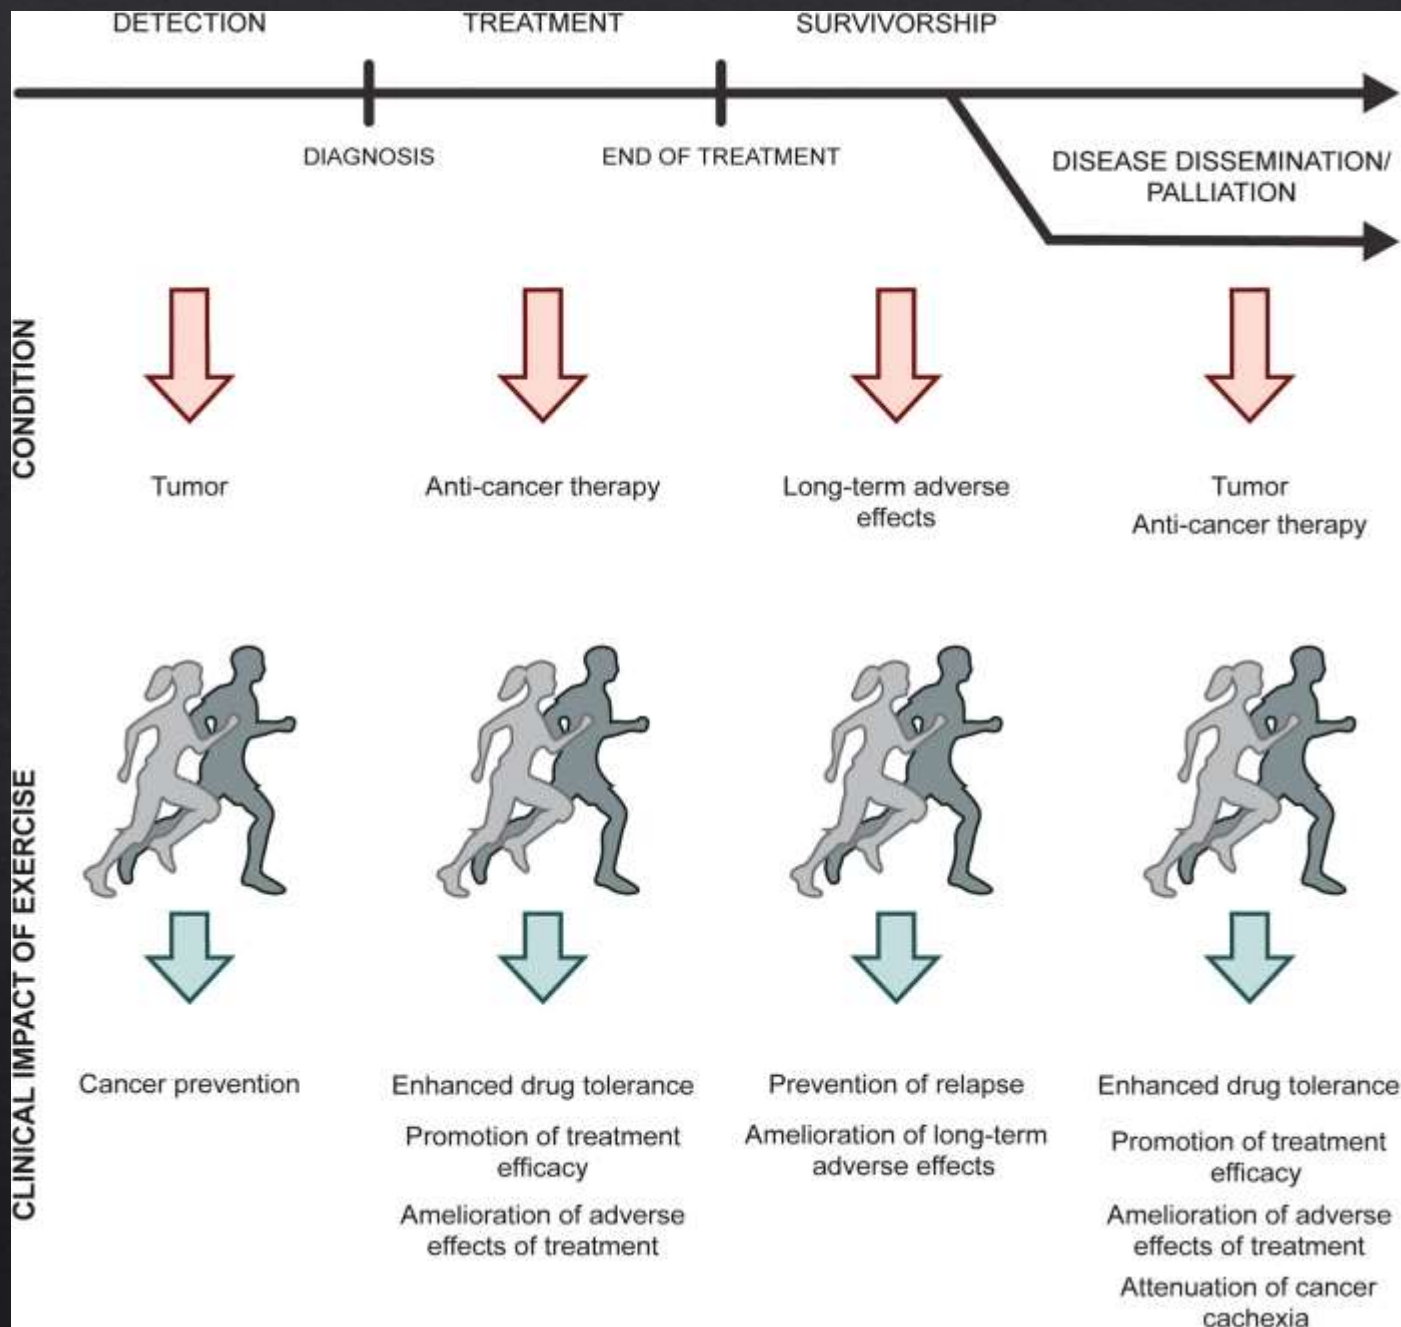 DETECTION
TREATMENT
SURVIVORSHIP
DIAGNOSIS
END OF TREATMENT
DISEASE DISSEMINATION/
PALLIATION
CONDITION
Tumor
Anti-cancer therapy
Long-term adverse
effects
Tumor
Anti-cancer therapy
CLINICAL IMPACT OF EXERCISE
Cancer prevention
Enhanced drug tolerance
Promotion of treatment
efficacy
Amelioration of adverse
effects of treatment
Prevention of relapse
Amelioration of long-term
adverse effects
Enhanced drug tolerance
Promotion of treatment
efficacy
Amelioration of adverse
effects of treatment
Attenuation of cancer
cachexia